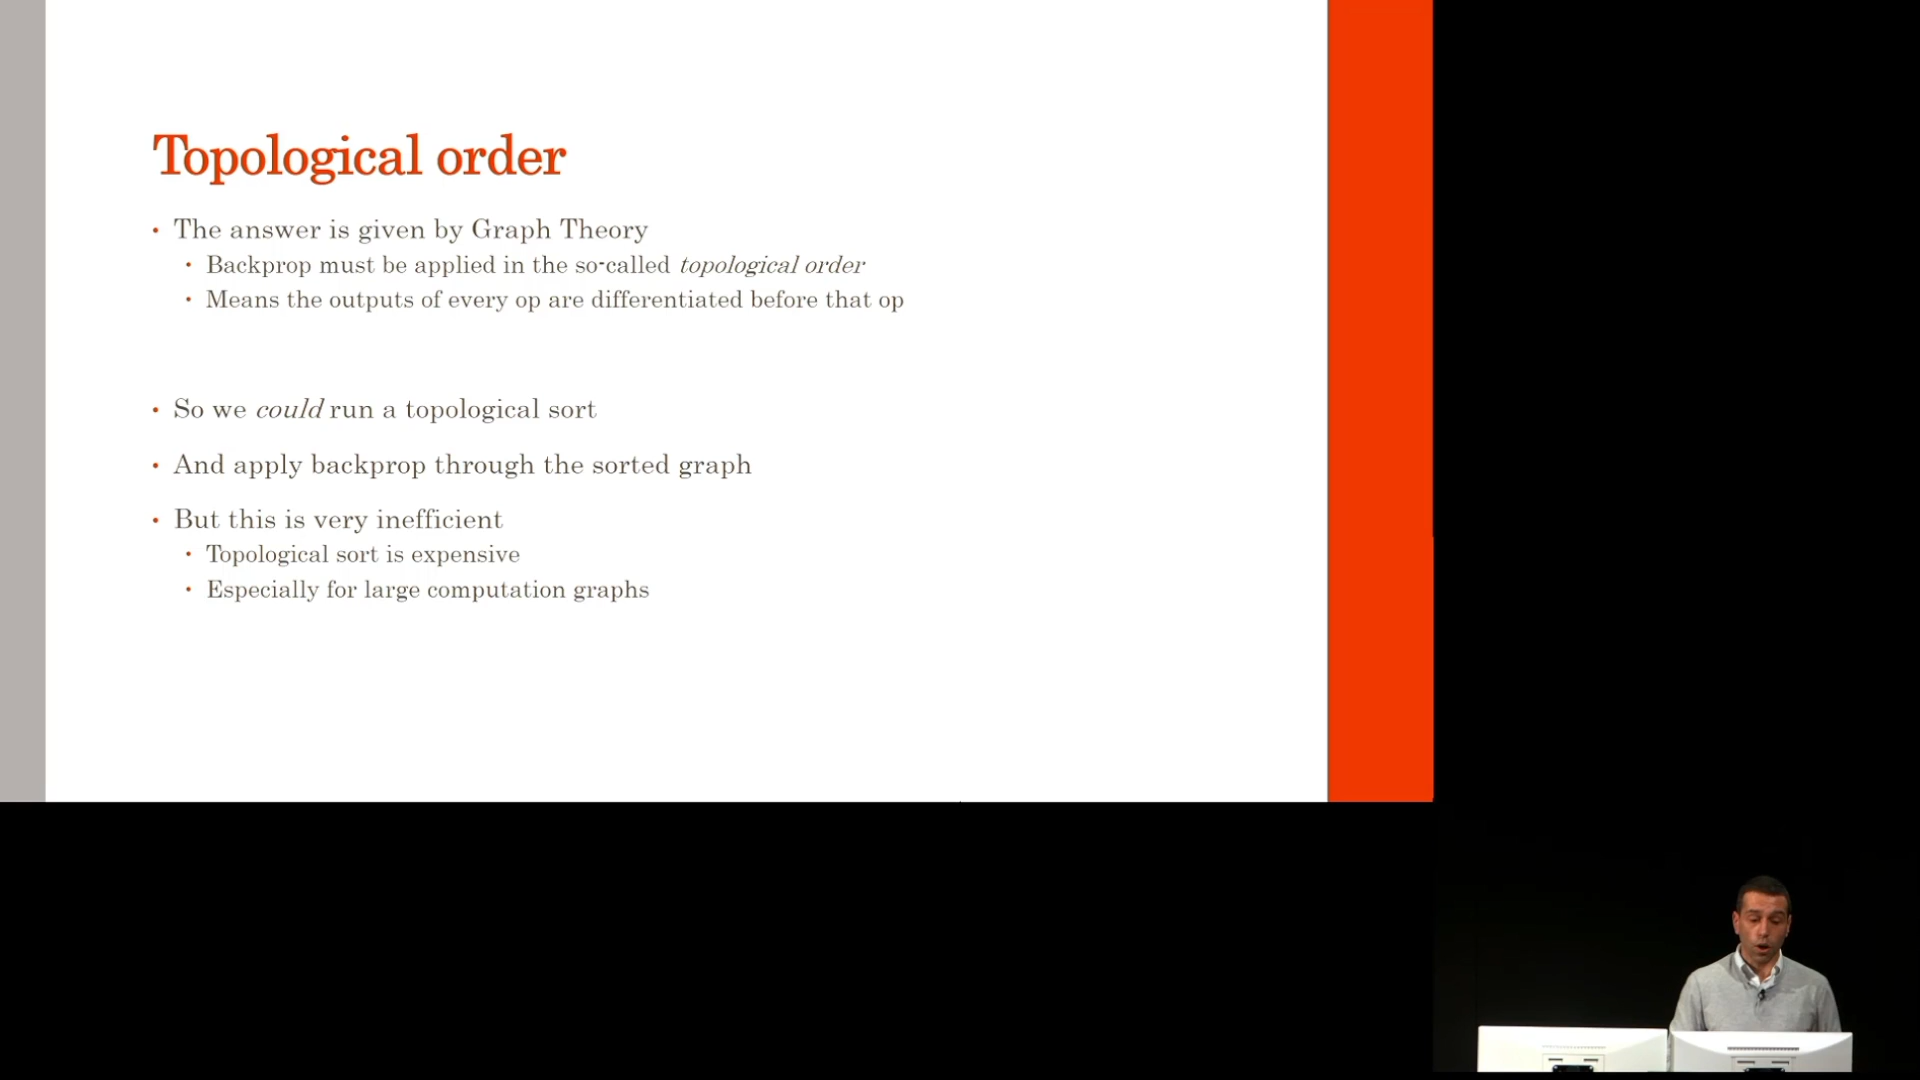 Topological order
• The answer is given by Graph Theory
• Backprop must be applied in the so-called topological order
• Means the outputs of every op are differentiated before that op
• So we could run a topological sort
• And apply backprop through the sorted graph
• But this is very inefficient
• Topological sort is expensive
• Especially for large computation graphs